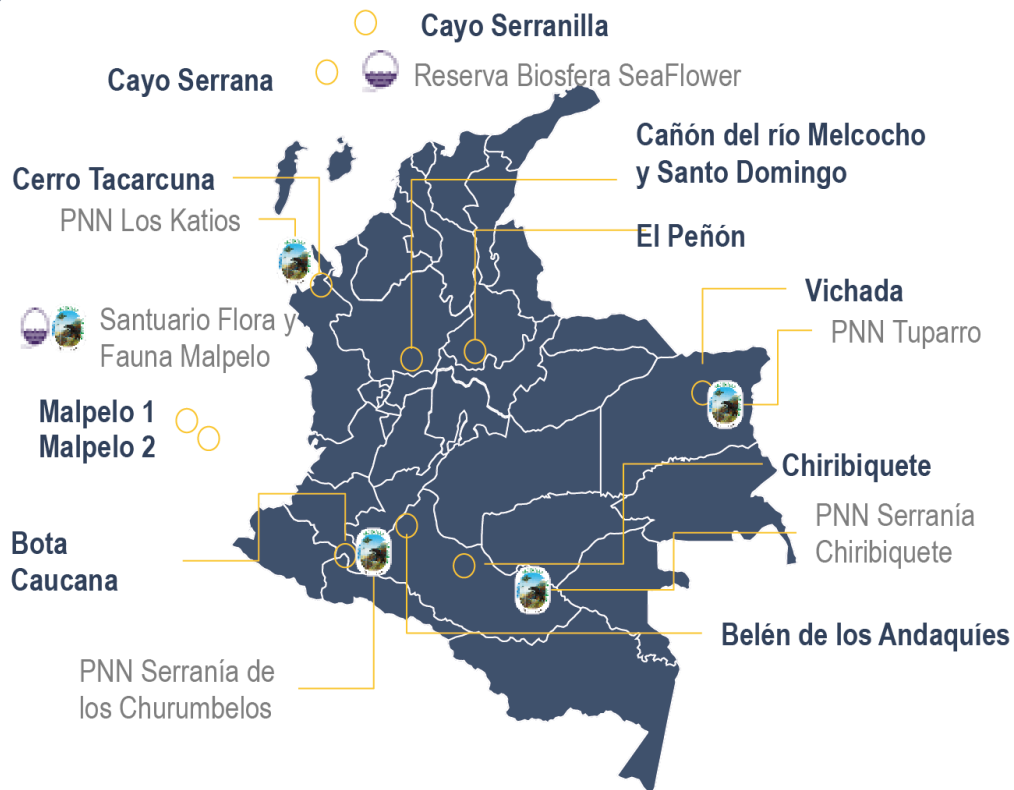 Cayo Serranilla
Cayo Serrana
Reserva Biosfera SeaFlower
Cañón del río Melcocho
y Santo Domingo
Cerro Tacarcuna
PNN Los Katios
El Peñón
Vichada
Santuario Flora y
Fauna Malpelo
PNN Tuparro
Malpelo 1
Malpelo 2
Chiribiquete
PNN Serranía
Chiribiquete
Bota
Caucana
Belén de los Andaquíes
PNN Serranía de
los Churumbelos